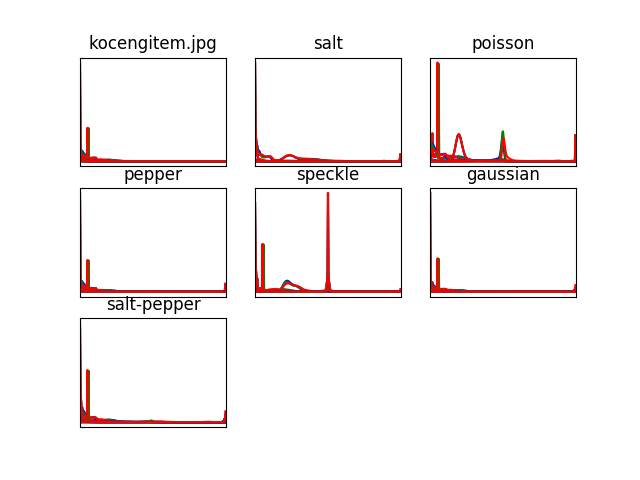 kocengitem.jpg
salt
poisson
pepper
speckle
gaussian
salt-pepper